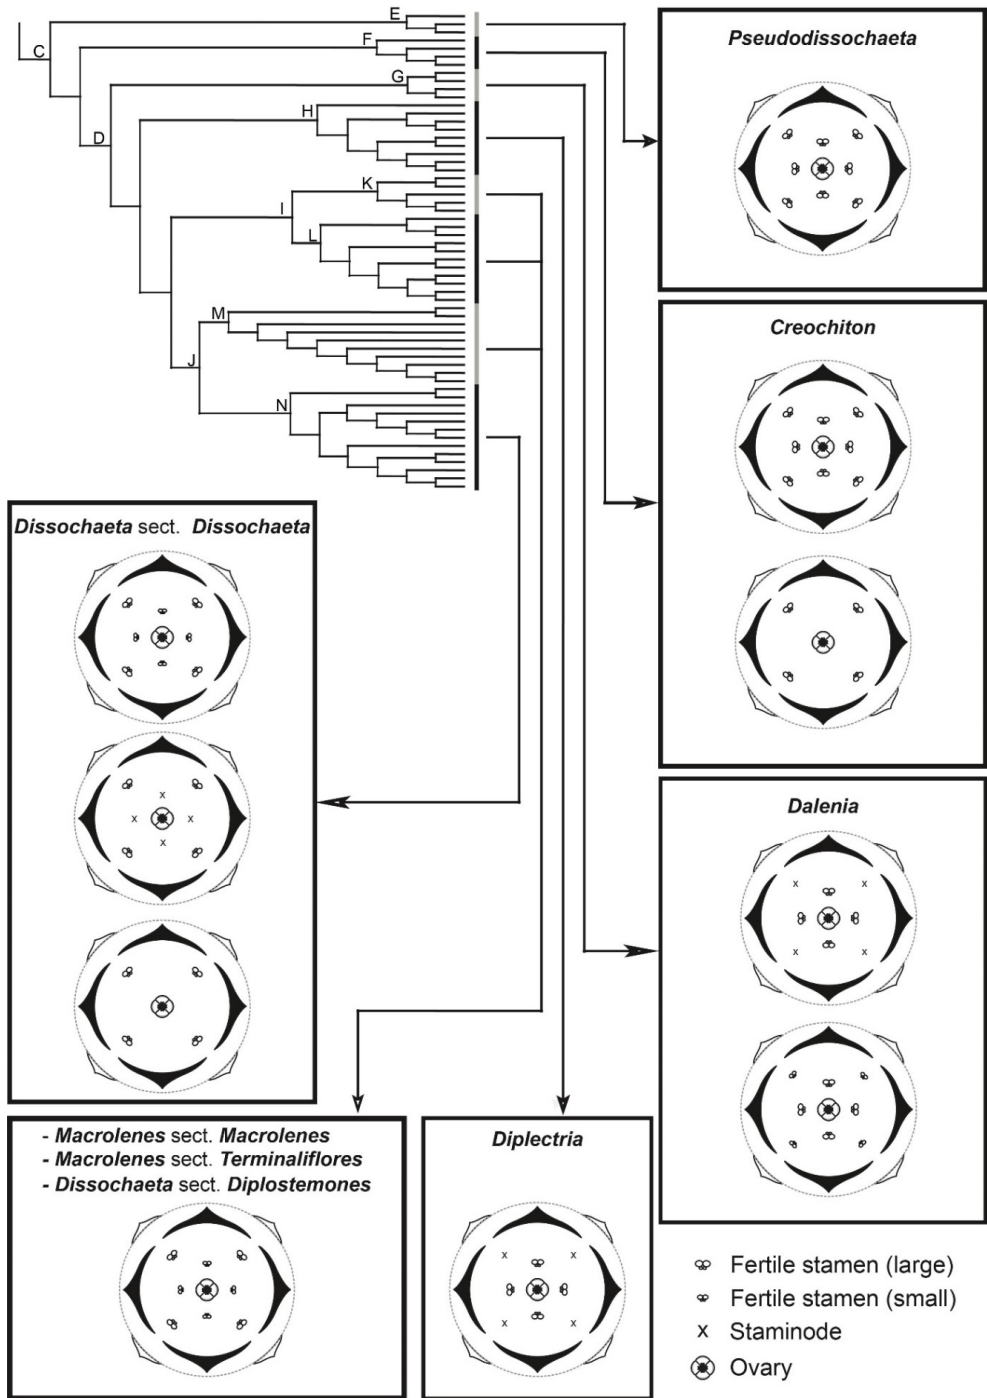 E
F
C
G
H
D
K
I
L
M
J
N
Pseudodissochaeta
Creochiton
Dissochaeta sect. Dissochaeta
x
x x
x
Dalenia
x x
x x
- Macrolenes sect. Macrolenes
- Macrolenes sect. Terminaliflores
- Dissochaeta sect. Diplostemones
Diplectria
x x
x x
Fertile stamen (large)
Fertile stamen (small)
x Staminode
Ovary